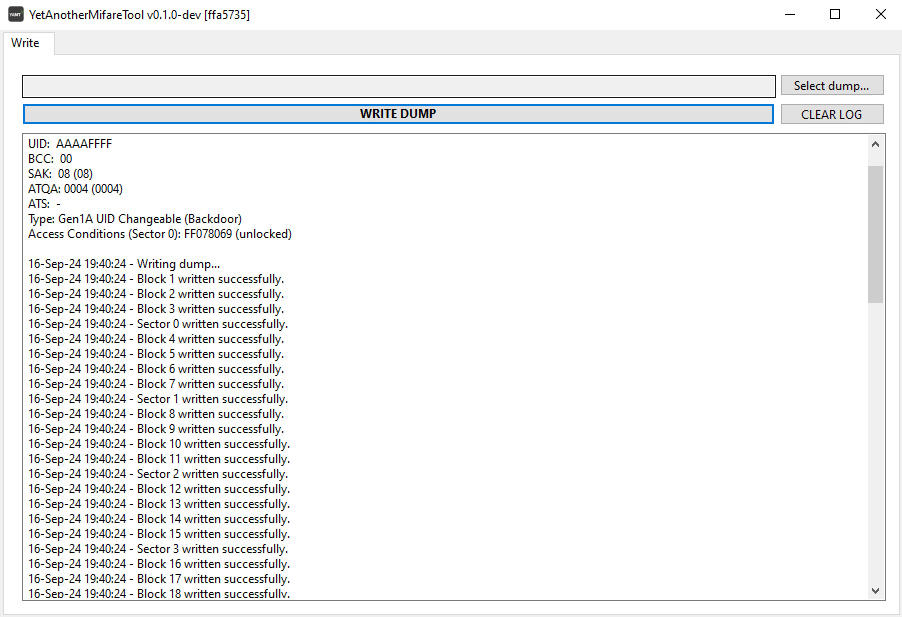 YAMT YetAnotherMifareTool v0.1.0-dev [ffa5735]
Write
Select dump...
WRITE DUMP
CLEAR LOG
UID: AAAAFFFF
BCC: 00
SAK: 08 (08)
ATQA: 0004 (0004)
ATS: -
Type: Gen1A UID Changeable (Backdoor)
Access Conditions (Sector 0): FF078069 (unlocked)
16-Sep-24 19:40:24 - Writing dump...
16-Sep-24 19:40:24 - Block 1 written successfully.
16-Sep-24 19:40:24 - Block 2 written successfully.
16-Sep-24 19:40:24 - Block 3 written successfully.
16-Sep-24 19:40:24 - Sector 0 written successfully.
16-Sep-24 19:40:24 - Block 4 written successfully.
16-Sep-24 19:40:24 - Block 5 written successfully.
16-Sep-24 19:40:24 - Block 6 written successfully.
16-Sep-24 19:40:24 - Block 7 written successfully.
16-Sep-24 19:40:24 - Sector 1 written successfully.
16-Sep-24 19:40:24 - Block 8 written successfully.
16-Sep-24 19:40:24 - Block 9 written successfully.
16-Sep-24 19:40:24 - Block 10 written successfully.
16-Sep-24 19:40:24 - Block 11 written successfully.
16-Sep-24 19:40:24 - Sector 2 written successfully.
16-Sep-24 19:40:24 - Block 12 written successfully.
16-Sep-24 19:40:24 - Block 13 written successfully.
16-Sep-24 19:40:24 - Block 14 written successfully.
16-Sep-24 19:40:24 - Block 15 written successfully.
16-Sep-24 19:40:24 - Sector 3 written successfully.
16-Sep-24 19:40:24 - Block 16 written successfully.
16-Sep-24 19:40:24 - Block 17 written successfully.
16-Sep-24 19:40:24 - Block 18 written successfully.